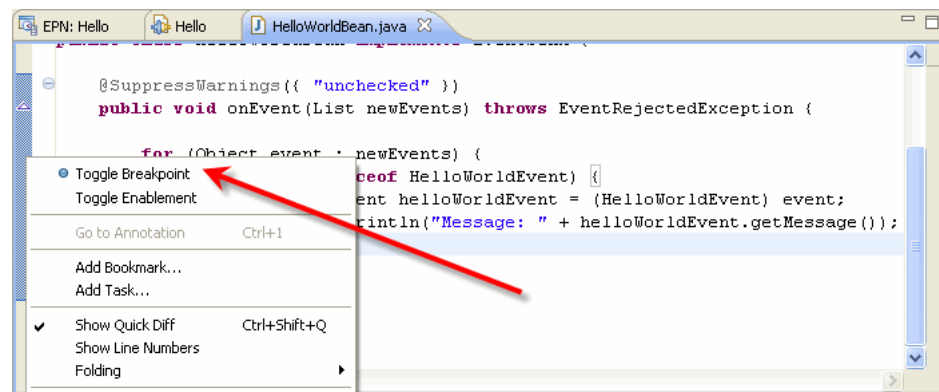 EPN: Hello
Hello
HelloWorldBean.java
@SuppressWarnings({ "unchecked" })
public void onEvent(List newEvents) throws EventRejectedException {
for (Object event : newEvents) {
ceof HelloWorldEvent) {
ent helloWorldEvent = (HelloWorldEvent) event;
rintln("Message: " + helloWorldEvent.getMessage());
Toggle Breakpoint
Toggle Enablement
Go to Annotation Ctrl+1
Add Bookmark...
Add Task...
Show Quick Diff Ctrl+Shift+Q
Show Line Numbers
Folding